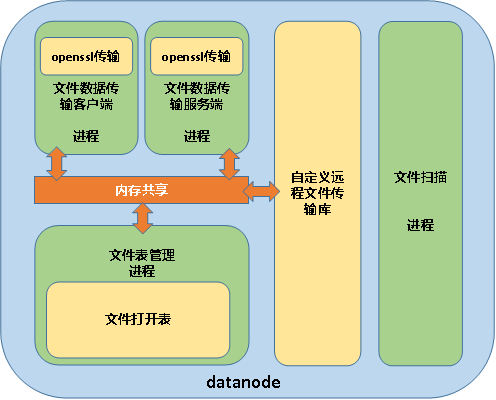 openssl传输
文件数据传
输客户端
进程
openssl传输
文件数据传
输服务端
进程
内存共享
文件表管理
进程
文件打开表
自定义远
程文件传
输库
文件扫描
进程
datanode